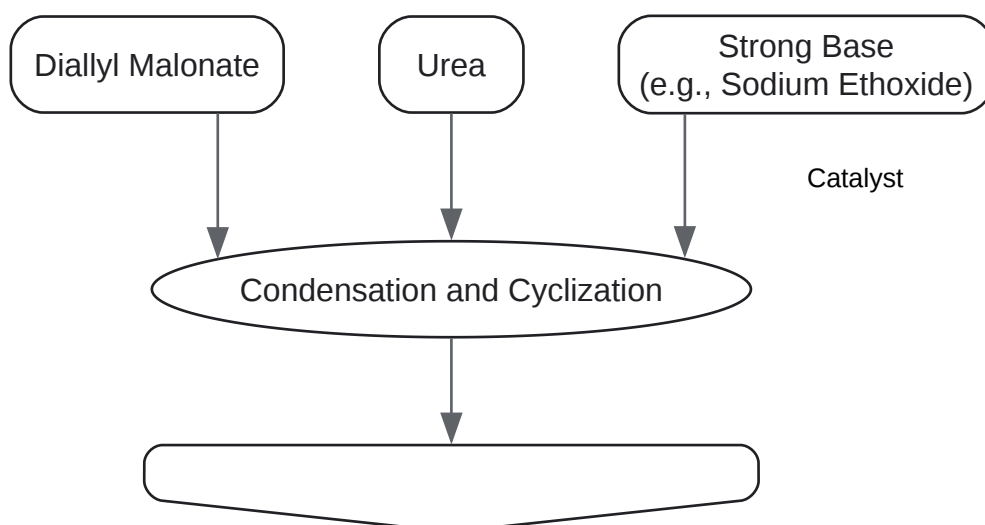 Diallyl Malonate
Urea
Strong Base
(e.g., Sodium Ethoxide)
Catalyst
Condensation and Cyclization